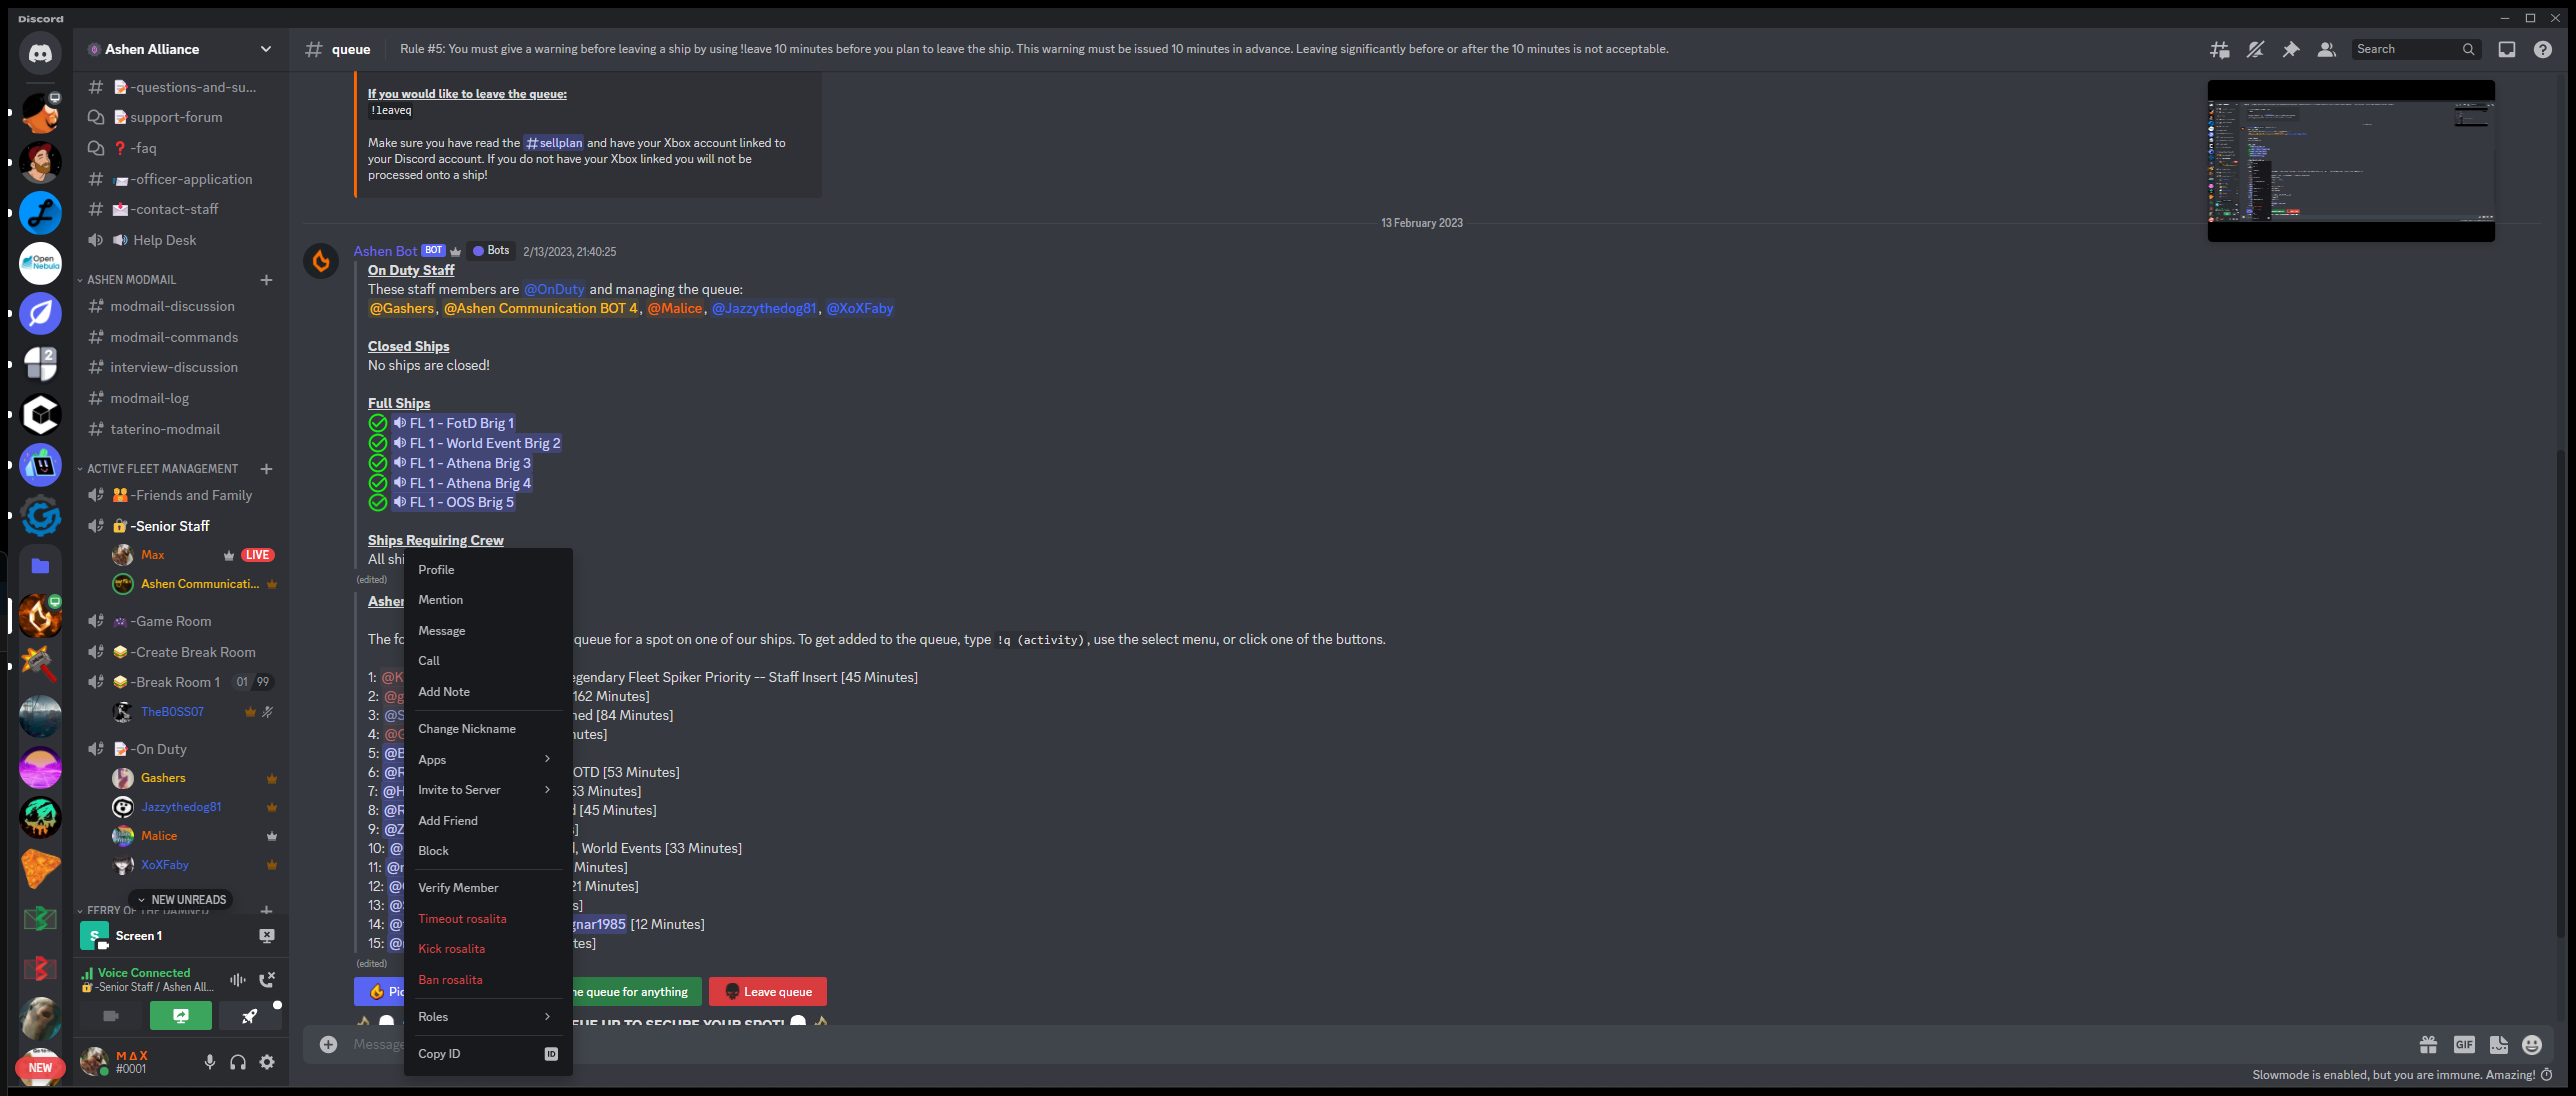 Discord
Ashen Alliance
# queue
Rule #5: You must give a warning before leaving a ship by using !leave 10 minutes before you plan to leave the ship. This warning must be issued 10 minutes in advance. Leaving significantly before or after the 10 minutes is not acceptable.
Search
-questions-and-su...
support-forum
-faq
-officer-application
-contact-staff
Help Desk
ASHEN MODMAIL
modmail-discussion
modmail-commands
interview-discussion
modmail-log
taterino-modmail
ACTIVE FLEET MANAGEMENT
-Friends and Family
-Senior Staff
Max LIVE
Ashen Communicati...
-Game Room
-Create Break Room
-Break Room 1 01 99
TheB0SS07
-On Duty
Gashers
Jazzythedog81
Malice
XoXFaby
NEW UNREADS
FERRY OF THE DAMNED
S Screen 1
Voice Connected
-Senior Staff / Ashen All...
M Δ X
#0001
Open Nebula
2
NEW
If you would like to leave the queue:
!leaveq
Make sure you have read the #sellplan and have your Xbox account linked to
your Discord account. If you do not have your Xbox linked you will not be
processed onto a ship!
13 February 2023
Ashen Bot BOT Bots 2/13/2023, 21:40:25
On Duty Staff
These staff members are @OnDuty and managing the queue:
@Gashers, @Ashen Communication BOT 4, @Malice, @Jazzythedog81, @XoXFaby
Closed Ships
No ships are closed!
Full Ships
FL 1 - FotD Brig 1
FL 1 - World Event Brig 2
FL 1 - Athena Brig 3
FL 1 - Athena Brig 4
FL 1 - OOS Brig 5
Ships Requiring Crew
All shi
(edited)
Ashen
The fo queue for a spot on one of our ships. To get added to the queue, type !q (activity), use the select menu, or click one of the buttons.
1: @K egendary Fleet Spiker Priority -- Staff Insert [45 Minutes]
2: @g 162 Minutes]
3: @S ned [84 Minutes]
4: @G nutes]
5: @B
6: @R OTD [53 Minutes]
7: @H 53 Minutes]
8: @R d [45 Minutes]
9: @Z s]
10: @ , World Events [33 Minutes]
11: @r Minutes]
12: @ 21 Minutes]
13: @ s]
14: @ gnar1985 [12 Minutes]
15: @ tes]
(edited)
Pic ne queue for anything Leave queue
EUE UP TO SECURE YOUR SPOT!
Message
Profile
Mention
Message
Call
Add Note
Change Nickname
Apps
Invite to Server
Add Friend
Block
Verify Member
Timeout rosalita
Kick rosalita
Ban rosalita
Roles
Copy ID ID
GIF
Slowmode is enabled, but you are immune. Amazing!